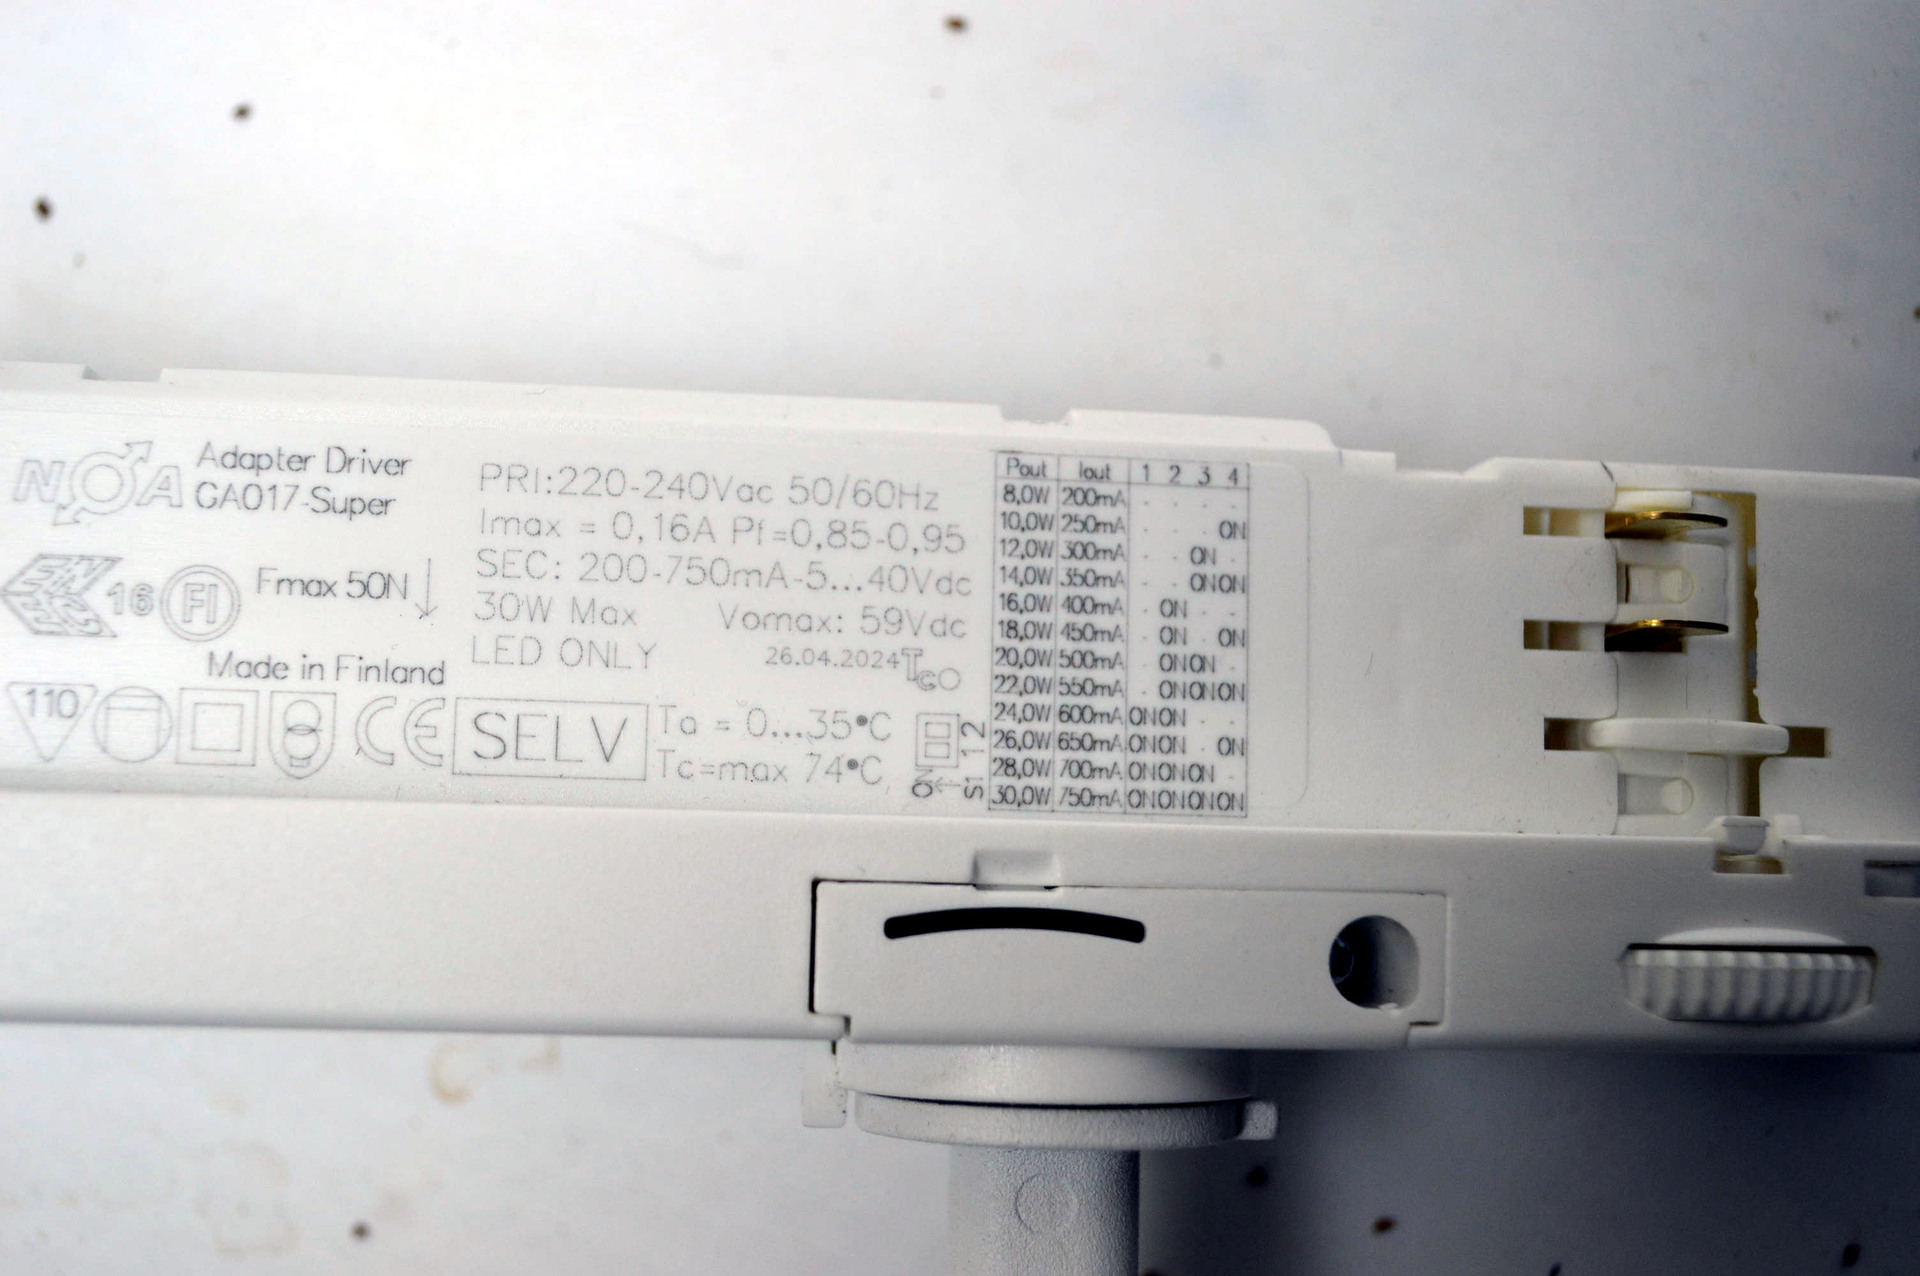 NOA
Adapter Driver
GA017-Super
16 FI Fmax 50N
Made in Finland
110 CE SELV
PRI:220-240Vac 50/60Hz
Imax = 0,16A Pf=0,85-0,95
SEC: 200-750mA-5...40Vdc
30W Max Vomax: 59Vdc
LED ONLY
26.04.2024
Ta = 0...35°C
Tc=max 74°C
ON S1 12
Pout Iout 1 2 3 4
8,0W 200mA - - - -
10,0W 250mA - - - ON
12,0W 300mA - - ON -
14,0W 350mA - - ON ON
16,0W 400mA - ON - -
18,0W 450mA - ON - ON
20,0W 500mA - ON ON -
22,0W 550mA - ON ON ON
24,0W 600mA ON ON - -
26,0W 650mA ON ON - ON
28,0W 700mA ON ON ON -
30,0W 750mA ON ON ON ON